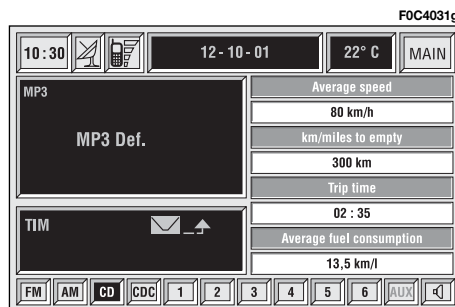 F0C4031g
10:30 12-10-01 22° C MAIN
MP3
MP3 Def.
Average speed
80 km/h
km/miles to empty
300 km
Trip time
02 : 35
TIM
Average fuel consumption
13,5 km/l
FM AM CD CDC 1 2 3 4 5 6 AUX